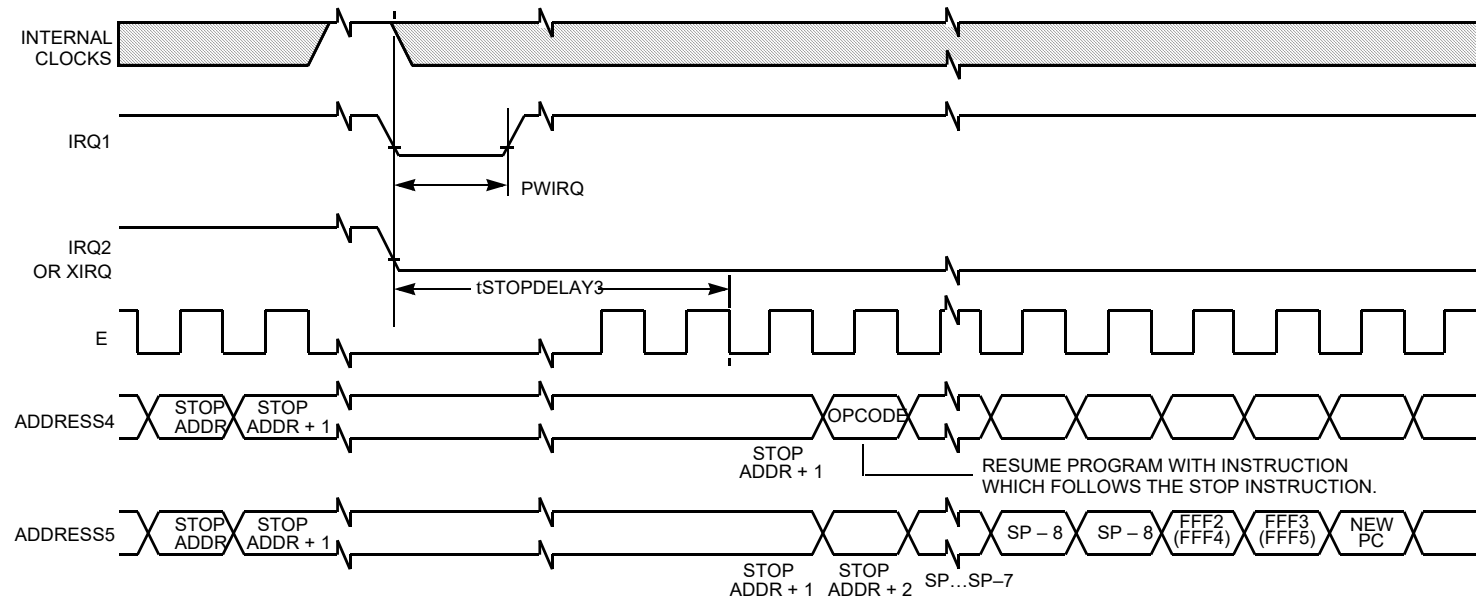 INTERNAL
CLOCKS
IRQ1
PWIRQ
IRQ2
OR XIRQ
tSTOPDELAY3
E
ADDRESS4
STOP
ADDR
STOP
ADDR + 1
STOP
ADDR + 1
OPCODE
RESUME PROGRAM WITH INSTRUCTION
WHICH FOLLOWS THE STOP INSTRUCTION.
ADDRESS5
STOP
ADDR
STOP
ADDR + 1
STOP
ADDR + 1
STOP
ADDR + 2
SP…SP–7
SP – 8
SP – 8
FFF2
(FFF4)
FFF3
(FFF5)
NEW
PC